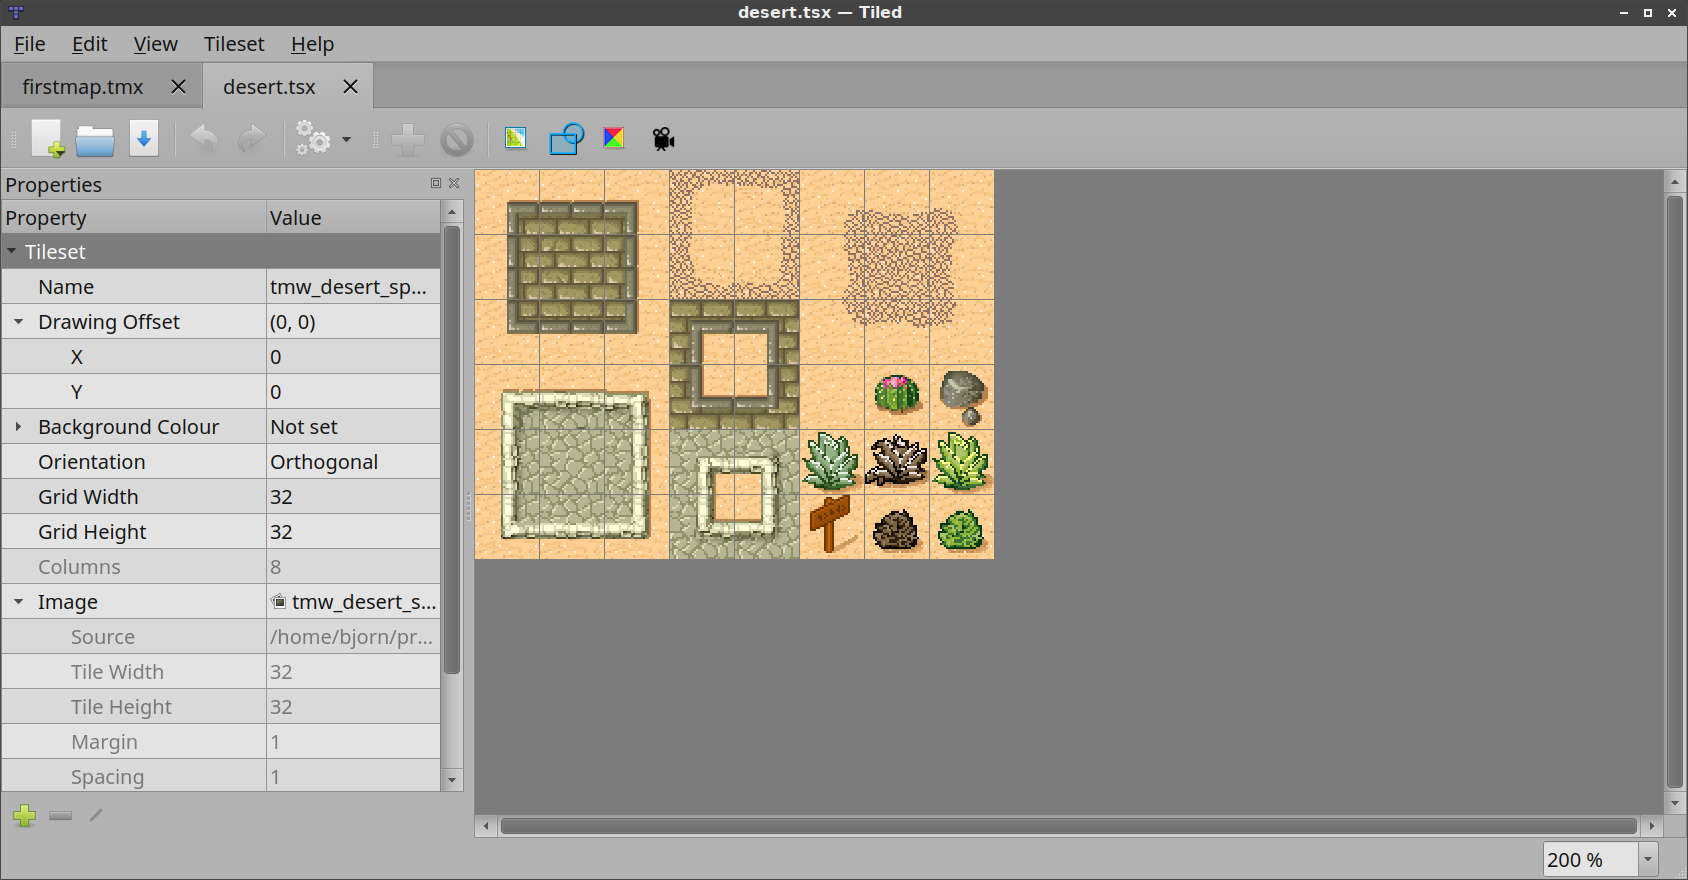 desert.tsx — Tiled
File Edit View Tileset Help
firstmap.tmx desert.tsx
Properties
Property Value
Tileset
Name tmw_desert_sp...
Drawing Offset (0, 0)
X 0
Y 0
Background Colour Not set
Orientation Orthogonal
Grid Width 32
Grid Height 32
Columns 8
Image tmw_desert_s...
Source /home/bjorn/pr...
Tile Width 32
Tile Height 32
Margin 1
Spacing 1
200 %